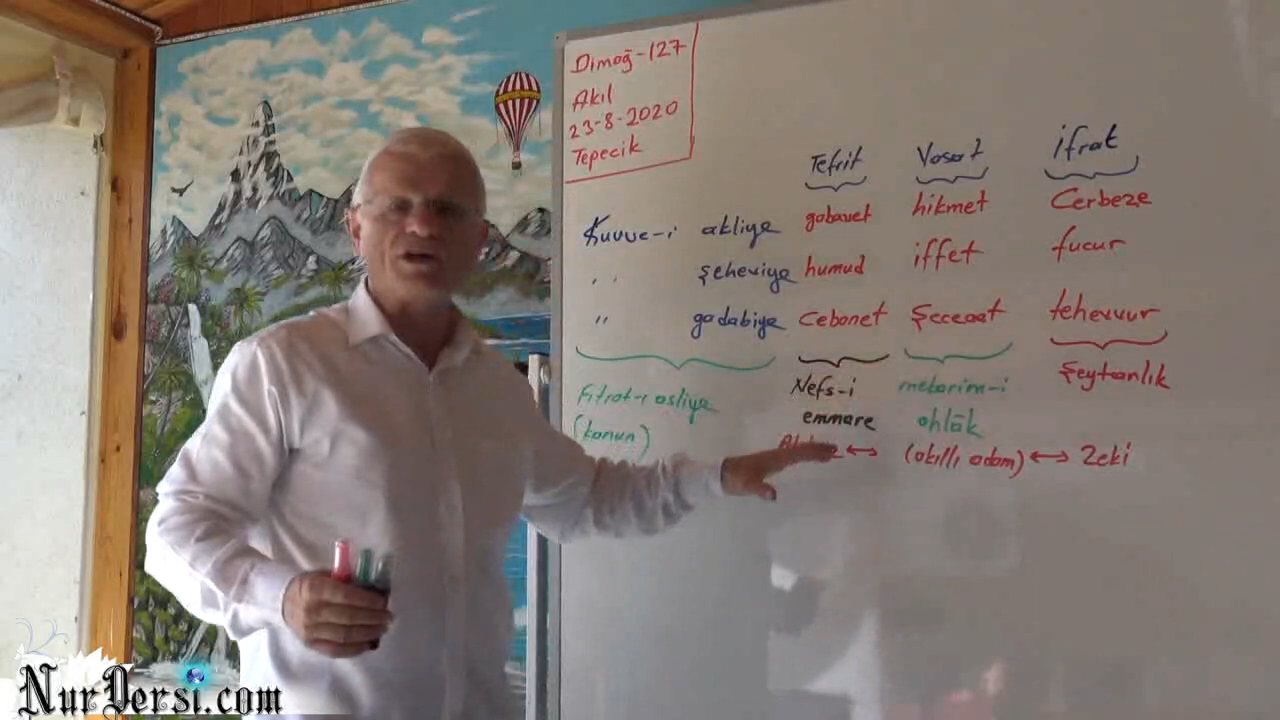 Dimağ-127
Akıl
23-8-2020
Tepecik
Tefrit Vasat ifrat
Kuvve-i akliye gabavet hikmet Cerbeze
,, şeheviye humud iffet fucur
,, gadabiye Cebanet Şecaat tehevvur
Şeytanlık
Fıtrat-ı asliye Nefs-i mekarim-i
(kanun) emmare ahlâk
↔ (akıllı adam) ↔ Zeki
NurDersi.com